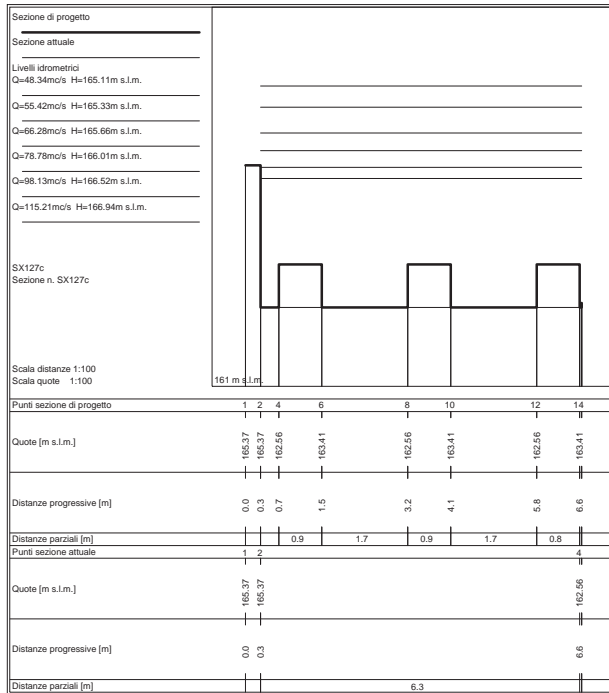 Sezione di progetto
Sezione attuale
Livelli idrometrici
Q=48.34mc/s H=165.11m s.l.m.
Q=55.42mc/s H=165.33m s.l.m.
Q=66.28mc/s H=165.66m s.l.m.
Q=78.78mc/s H=166.01m s.l.m.
Q=98.13mc/s H=166.52m s.l.m.
Q=115.21mc/s H=166.94m s.l.m.
SX127c
Sezione n. SX127c
Scala distanze 1:100
Scala quote 1:100
161 m s.l.m.
Punti sezione di progetto 1 2 4 6 8 10 12 14
Quote [m s.l.m.] 165.37 165.37 162.56 163.41 162.56 163.41 162.56 163.41
Distanze progressive [m] 0.0 0.3 0.7 1.5 3.2 4.1 5.8 6.6
Distanze parziali [m] 0.9 1.7 0.9 1.7 0.8
Punti sezione attuale 1 2 4
Quote [m s.l.m.] 165.37 165.37 162.56
Distanze progressive [m] 0.0 0.3 6.6
Distanze parziali [m] 6.3